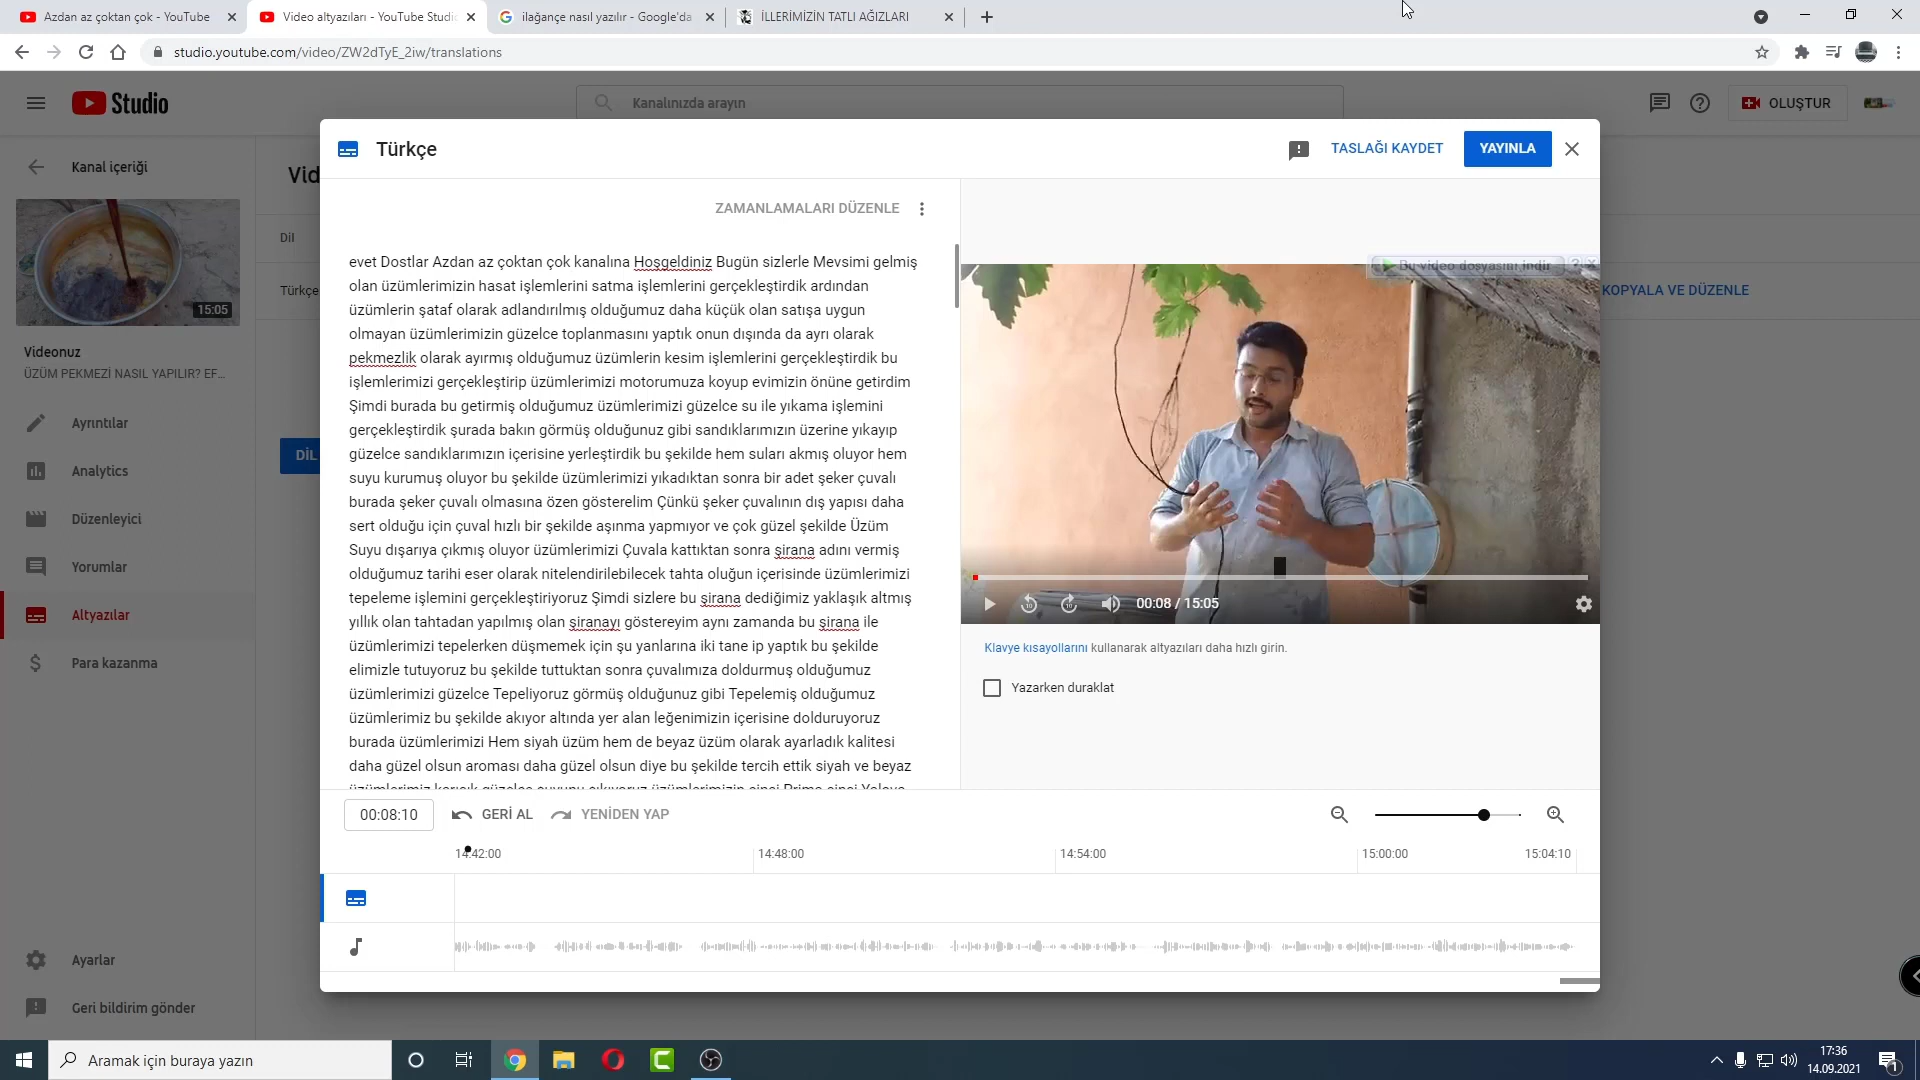 Azdan az çoktan çok - YouTube
Video altyazıları - YouTube Studio
ilağançe nasıl yazılır - Google'da
İLLERİMİZİN TATLI AĞIZLARI
studio.youtube.com/video/ZW2dTyE_2iw/translations
Studio
Kanalınızda arayın
OLUŞTUR
Kanal içeriği
15:05
Videonuz
ÜZÜM PEKMEZİ NASIL YAPILIR? EF...
Ayrıntılar
Analytics
Düzenleyici
Yorumlar
Altyazılar
Para kazanma
Ayarlar
Geri bildirim gönder
Vid
Dil
Türkçe
DİL
KOPYALA VE DÜZENLE
Türkçe
TASLAĞI KAYDET
YAYINLA
ZAMANLAMALARI DÜZENLE
evet Dostlar Azdan az çoktan çok kanalına Hoşgeldiniz Bugün sizlerle Mevsimi gelmiş
olan üzümlerimizin hasat işlemlerini satma işlemlerini gerçekleştirdik ardından
üzümlerin şataf olarak adlandırılmış olduğumuz daha küçük olan satışa uygun
olmayan üzümlerimizin güzelce toplanmasını yaptık onun dışında da ayrı olarak
pekmezlik olarak ayırmış olduğumuz üzümlerin kesim işlemlerini gerçekleştirdik bu
işlemlerimizi gerçekleştirip üzümlerimizi motorumuza koyup evimizin önüne getirdim
Şimdi burada bu getirmiş olduğumuz üzümlerimizi güzelce su ile yıkama işlemini
gerçekleştirdik şurada bakın görmüş olduğunuz gibi sandıklarımızın üzerine yıkayıp
güzelce sandıklarımızın içerisine yerleştirdik bu şekilde hem suları akmış oluyor hem
suyu kurumuş oluyor bu şekilde üzümlerimizi yıkadıktan sonra bir adet şeker çuvalı
burada şeker çuvalı olmasına özen gösterelim Çünkü şeker çuvalının dış yapısı daha
sert olduğu için çuval hızlı bir şekilde aşınma yapmıyor ve çok güzel şekilde Üzüm
Suyu dışarıya çıkmış oluyor üzümlerimizi Çuvala kattıktan sonra şirana adını vermiş
olduğumuz tarihi eser olarak nitelendirilebilecek tahta oluğun içerisinde üzümlerimizi
tepeleme işlemini gerçekleştiriyoruz Şimdi sizlere bu şirana dediğimiz yaklaşık altmış
yıllık olan tahtadan yapılmış olan şiranayı göstereyim aynı zamanda bu şirana ile
üzümlerimizi tepelerken düşmemek için şu yanlarına iki tane ip yaptık bu şekilde
elimizle tutuyoruz bu şekilde tuttuktan sonra çuvalımıza doldurmuş olduğumuz
üzümlerimizi güzelce Tepeliyoruz görmüş olduğunuz gibi Tepelemiş olduğumuz
üzümlerimiz bu şekilde akıyor altında yer alan leğenimizin içerisine dolduruyoruz
burada üzümlerimizi Hem siyah üzüm hem de beyaz üzüm olarak ayarladık kalitesi
daha güzel olsun aroması daha güzel olsun diye bu şekilde tercih ettik siyah ve beyaz
Bu video dosyasını indir
00:08 / 15:05
Klavye kısayollarını kullanarak altyazıları daha hızlı girin.
Yazarken duraklat
00:08:10
GERİ AL
YENİDEN YAP
14:42:00
14:48:00
14:54:00
15:00:00
15:04:10
Aramak için buraya yazın
17:36
14.09.2021
1